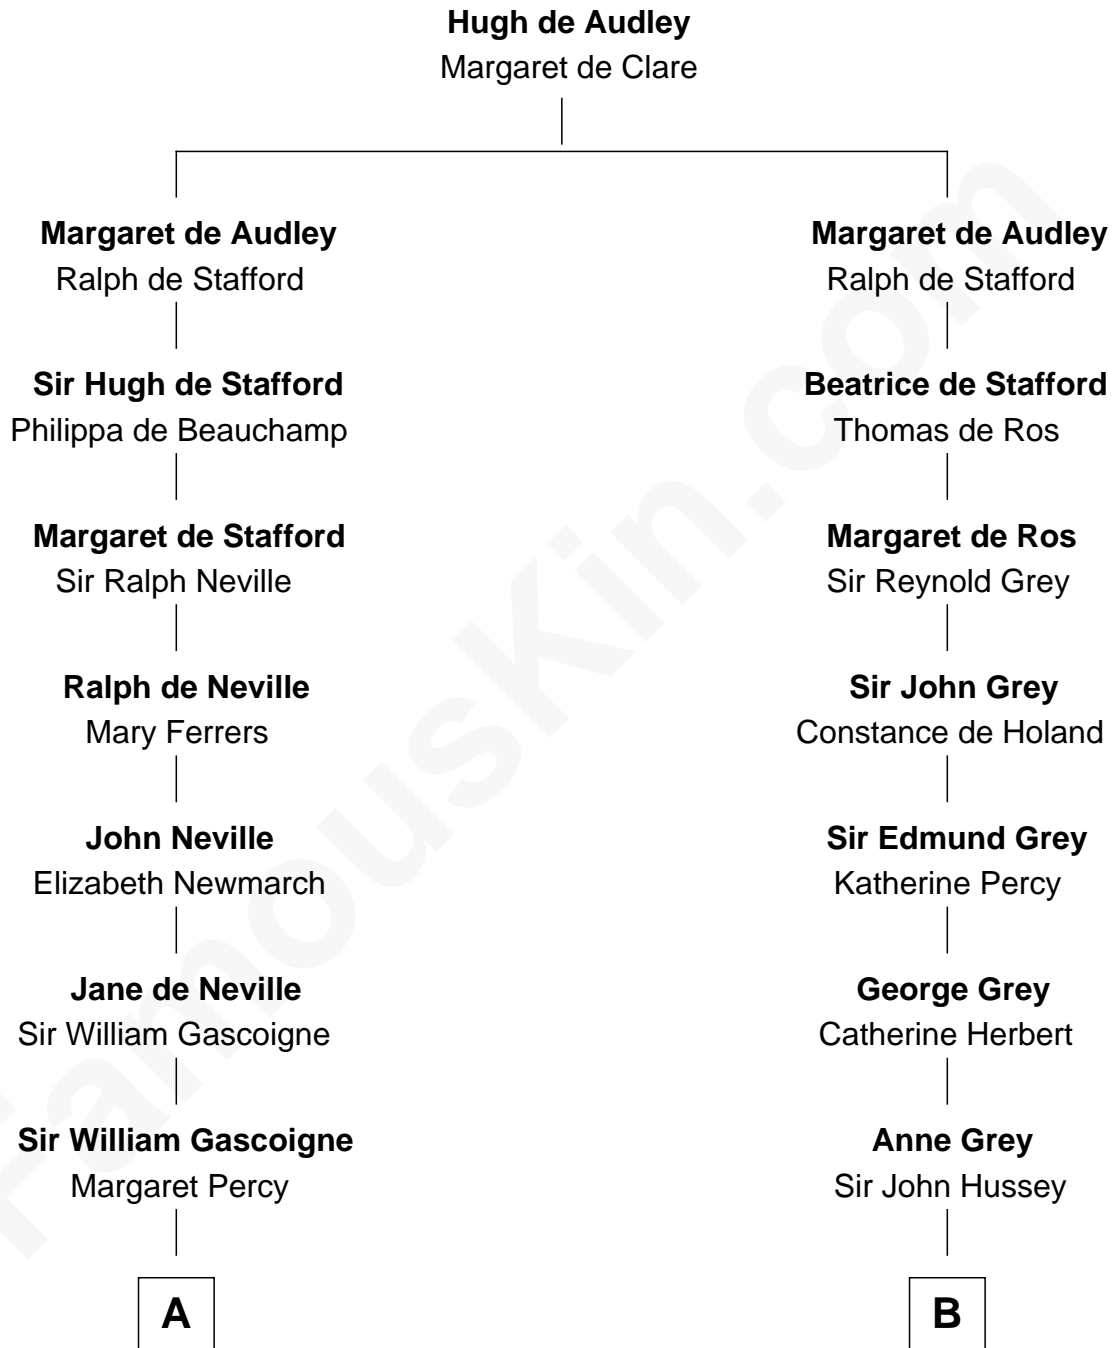 Hugh de Audley
Margaret de Clare
Margaret de Audley
Ralph de Stafford
Margaret de Audley
Ralph de Stafford
Sir Hugh de Stafford
Philippa de Beauchamp
Beatrice de Stafford
Thomas de Ros
Margaret de Stafford
Sir Ralph Neville
Margaret de Ros
Sir Reynold Grey
Ralph de Neville
Mary Ferrers
Sir John Grey
Constance de Holand
John Neville
Elizabeth Newmarch
Sir Edmund Grey
Katherine Percy
Jane de Neville
Sir William Gascoigne
George Grey
Catherine Herbert
Sir William Gascoigne
Margaret Percy
Anne Grey
Sir John Hussey
A
B
FamousKin.com